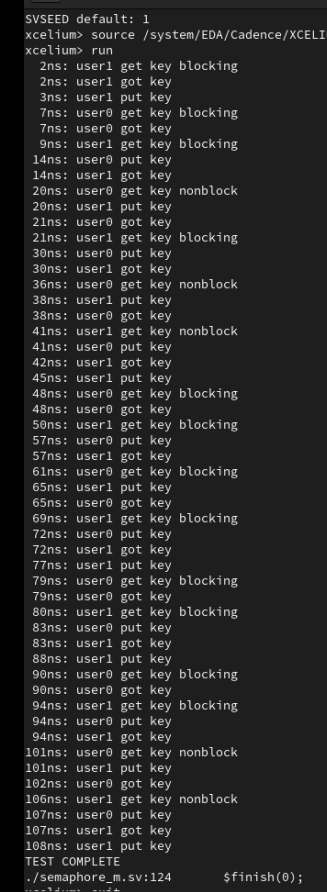 SVSEED default: 1
xcelium> source /system/EDA/Cadence/XCELI
xcelium> run
2ns: user1 get key blocking
2ns: user1 got key
3ns: user1 put key
7ns: user0 get key blocking
7ns: user0 got key
9ns: user1 get key blocking
14ns: user0 put key
14ns: user1 got key
20ns: user0 get key nonblock
20ns: user1 put key
21ns: user0 got key
21ns: user1 get key blocking
30ns: user0 put key
30ns: user1 got key
36ns: user0 get key nonblock
38ns: user1 put key
38ns: user0 got key
41ns: user1 get key nonblock
41ns: user0 put key
42ns: user1 got key
45ns: user1 put key
48ns: user0 get key blocking
48ns: user0 got key
50ns: user1 get key blocking
57ns: user0 put key
57ns: user1 got key
61ns: user0 get key blocking
65ns: user1 put key
65ns: user0 got key
69ns: user1 get key blocking
72ns: user0 put key
72ns: user1 got key
77ns: user1 put key
79ns: user0 get key blocking
79ns: user0 got key
80ns: user1 get key blocking
83ns: user0 put key
83ns: user1 got key
88ns: user1 put key
90ns: user0 get key blocking
90ns: user0 got key
94ns: user1 get key blocking
94ns: user0 put key
94ns: user1 got key
101ns: user0 get key nonblock
101ns: user1 put key
102ns: user0 got key
106ns: user1 get key nonblock
107ns: user0 put key
107ns: user1 got key
108ns: user1 put key
TEST COMPLETE
./semaphore_m.sv:124 $finish(0);
xcelium> exit